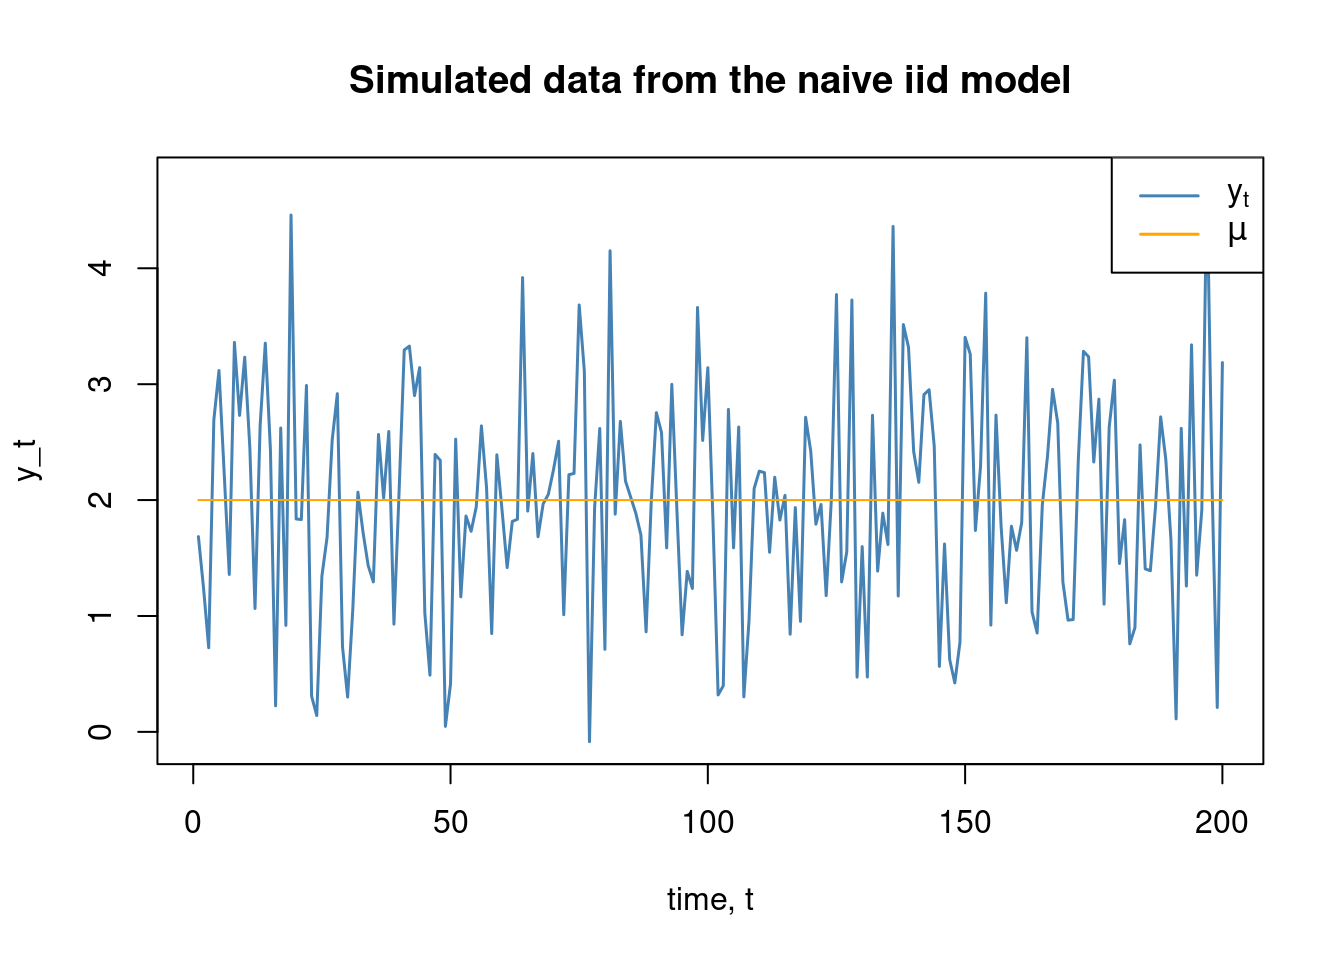 Simulated data from the naive iid model
yt
μ
y_t
4
3
2
1
0
0 50 100 150 200
time, t